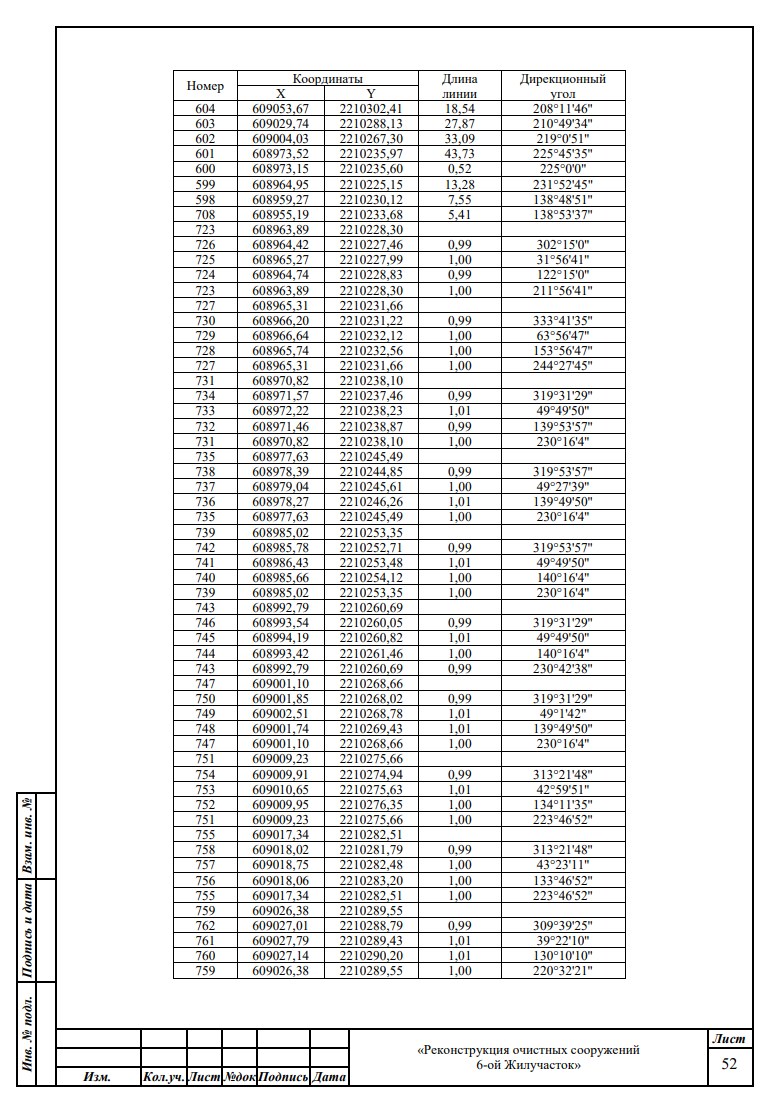 Номер Координаты Длина линии Дирекционный угол
X Y
604 609053,67 2210302,41 18,54 208°11'46"
603 609029,74 2210288,13 27,87 210°49'34"
602 609004,03 2210267,30 33,09 219°0'51"
601 608973,52 2210235,97 43,73 225°45'35"
600 608973,15 2210235,60 0,52 225°0'0"
599 608964,95 2210225,15 13,28 231°52'45"
598 608959,27 2210230,12 7,55 138°48'51"
708 608955,19 2210233,68 5,41 138°53'37"
723 608963,89 2210228,30
726 608964,42 2210227,46 0,99 302°15'0"
725 608965,27 2210227,99 1,00 31°56'41"
724 608964,74 2210228,83 0,99 122°15'0"
723 608963,89 2210228,30 1,00 211°56'41"
727 608965,31 2210231,66
730 608966,20 2210231,22 0,99 333°41'35"
729 608966,64 2210232,12 1,00 63°56'47"
728 608965,74 2210232,56 1,00 153°56'47"
727 608965,31 2210231,66 1,00 244°27'45"
731 608970,82 2210238,10
734 608971,57 2210237,46 0,99 319°31'29"
733 608972,22 2210238,23 1,01 49°49'50"
732 608971,46 2210238,87 0,99 139°53'57"
731 608970,82 2210238,10 1,00 230°16'4"
735 608977,63 2210245,49
738 608978,39 2210244,85 0,99 319°53'57"
737 608979,04 2210245,61 1,00 49°27'39"
736 608978,27 2210246,26 1,01 139°49'50"
735 608977,63 2210245,49 1,00 230°16'4"
739 608985,02 2210253,35
742 608985,78 2210252,71 0,99 319°53'57"
741 608986,43 2210253,48 1,01 49°49'50"
740 608985,66 2210254,12 1,00 140°16'4"
739 608985,02 2210253,35 1,00 230°16'4"
743 608992,79 2210260,69
746 608993,54 2210260,05 0,99 319°31'29"
745 608994,19 2210260,82 1,01 49°49'50"
744 608993,42 2210261,46 1,00 140°16'4"
743 608992,79 2210260,69 0,99 230°42'38"
747 609001,10 2210268,66
750 609001,85 2210268,02 0,99 319°31'29"
749 609002,51 2210268,78 1,01 49°1'42"
748 609001,74 2210269,43 1,01 139°49'50"
747 609001,10 2210268,66 1,00 230°16'4"
751 609009,23 2210275,66
754 609009,91 2210274,94 0,99 313°21'48"
753 609010,65 2210275,63 1,01 42°59'51"
752 609009,95 2210276,35 1,00 134°11'35"
751 609009,23 2210275,66 1,00 223°46'52"
755 609017,34 2210282,51
758 609018,02 2210281,79 0,99 313°21'48"
757 609018,75 2210282,48 1,00 43°23'11"
756 609018,06 2210283,20 1,00 133°46'52"
755 609017,34 2210282,51 1,00 223°46'52"
759 609026,38 2210289,55
762 609027,01 2210288,79 0,99 309°39'25"
761 609027,79 2210289,43 1,01 39°22'10"
760 609027,14 2210290,20 1,01 130°10'10"
759 609026,38 2210289,55 1,00 220°32'21"
Взам. инв. №
Подпись и дата
Инв. № подл.
Изм. Кол.уч. Лист №док Подпись Дата
«Реконструкция очистных сооружений
6-ой Жилучасток»
Лист
52